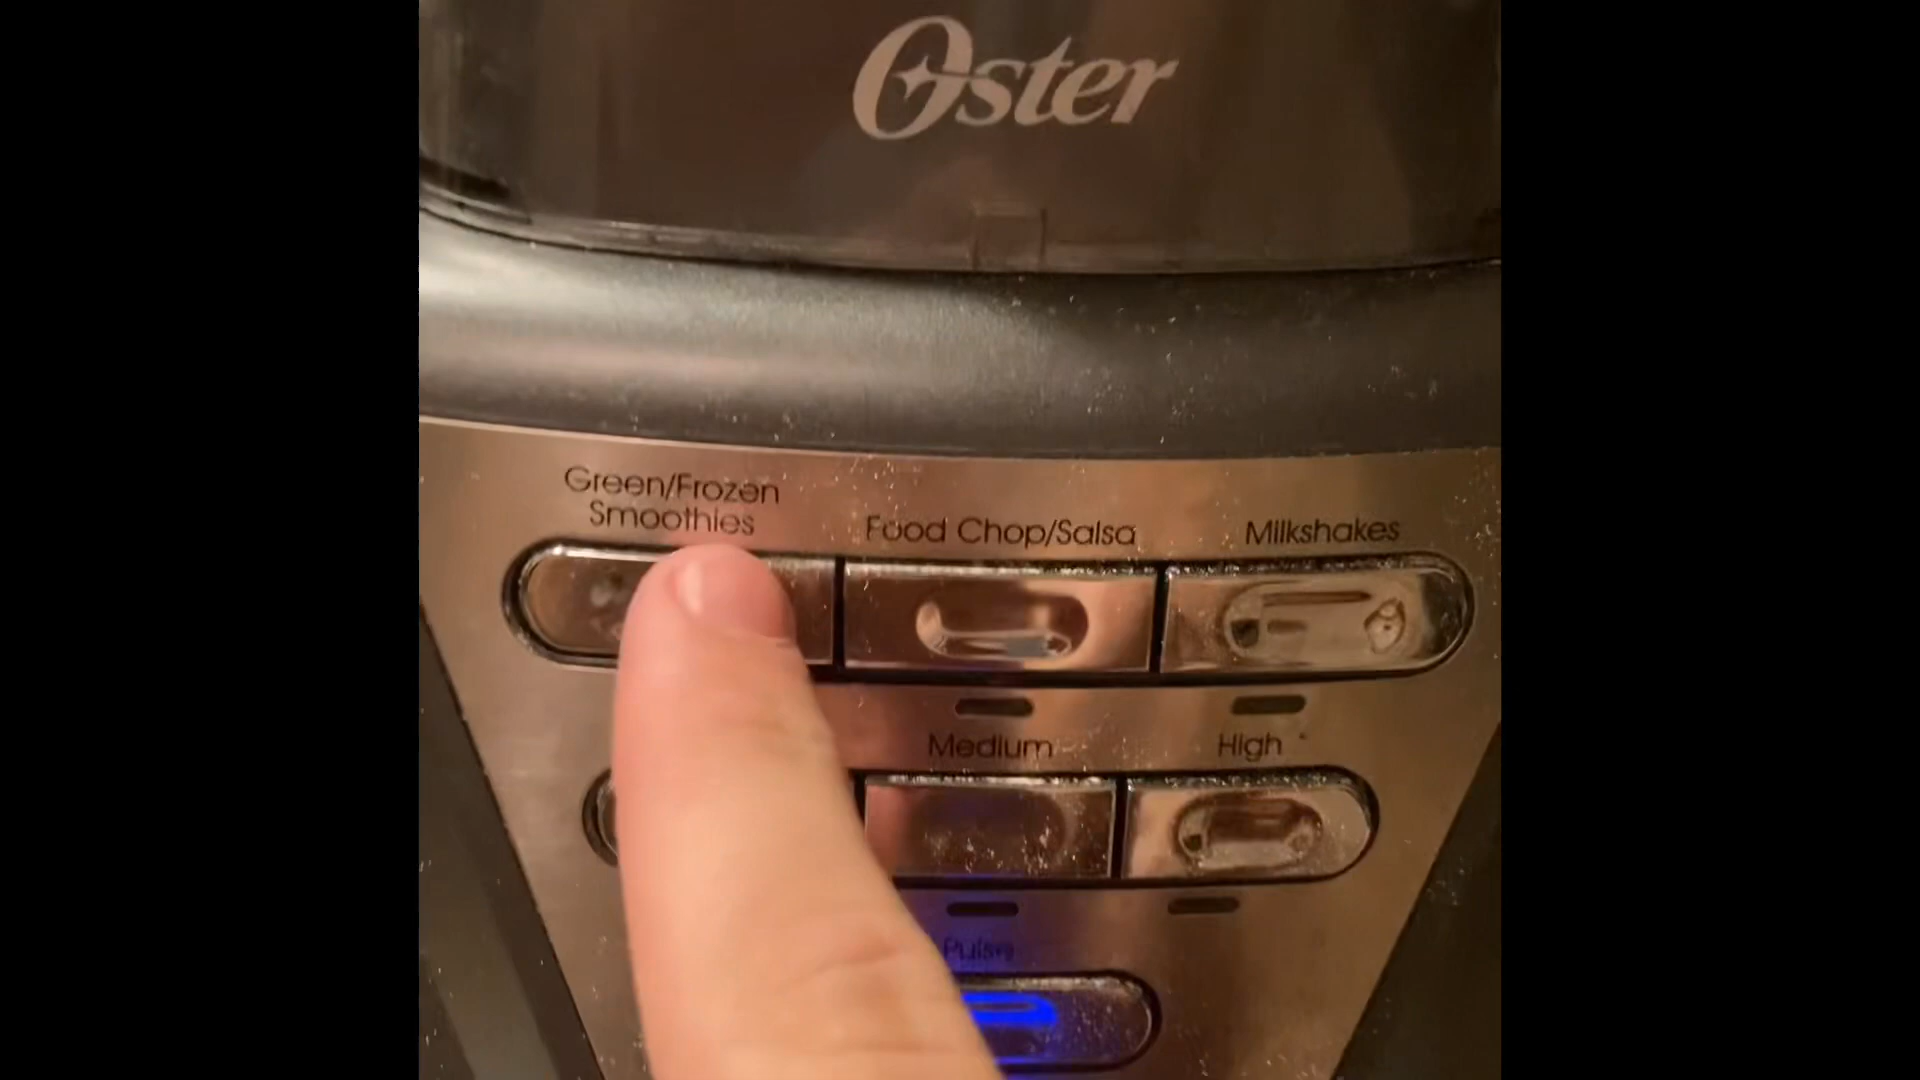 Oster
Green/Frozen
Smoothies
Food Chop/Salsa
Milkshakes
Medium
High
Pulse